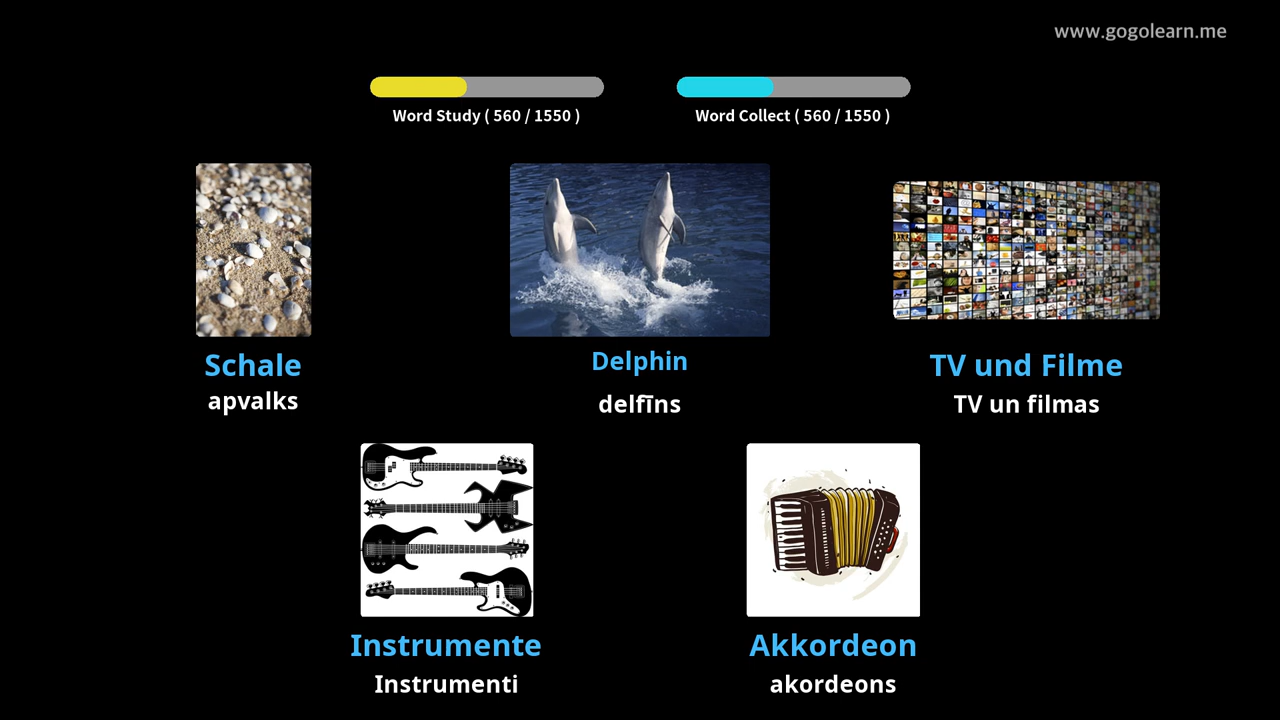 www.gogolearn.me
Word Study ( 560 / 1550 )
Word Collect ( 560 / 1550 )
Schale
apvalks
Delphin
delfīns
TV und Filme
TV un filmas
Instrumente
Instrumenti
Akkordeon
akordeons